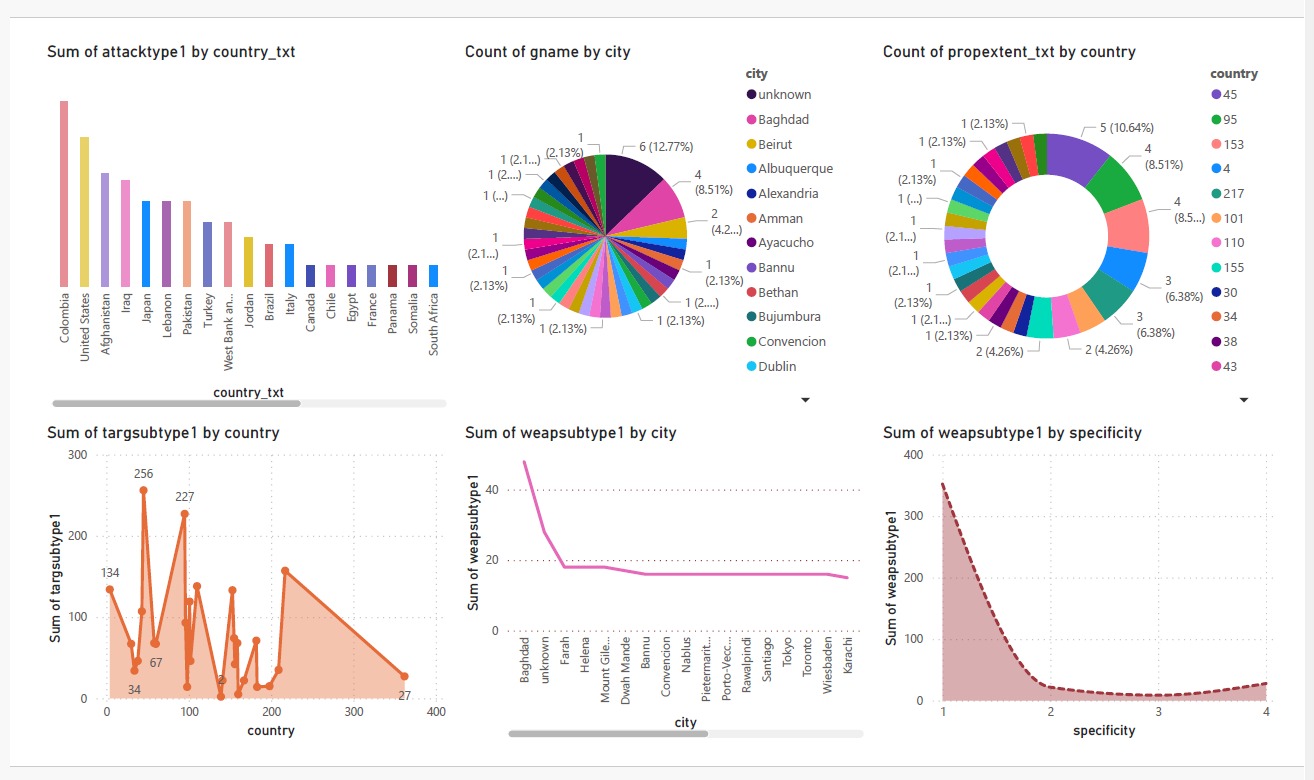 Sum of attacktype1 by country_txt
Colombia
United States
Afghanistan
Iraq
Japan
Lebanon
Pakistan
Turkey
West Bank an...
Jordan
Brazil
Italy
Canada
Chile
Egypt
France
Panama
Somalia
South Africa
country_txt
Count of gname by city
6 (12.77%)
4
(8.51%)
2
(4.2...)
1
(2.13%)
1 (2....)
1 (2.13%)
1 (2.13%)
1
(2.13%)
1
(2.13%)
1
(2.1...)
1 (...)
1 (2....)
1 (2.1...)
1
(2.13%)
city
unknown
Baghdad
Beirut
Albuquerque
Alexandria
Amman
Ayacucho
Bannu
Bethan
Bujumbura
Convencion
Dublin
Count of propextent_txt by country
5 (10.64%)
4
(8.51%)
4
(8.5...)
3
(6.38%)
3
(6.38%)
2 (4.26%)
2 (4.26%)
1 (2.13%)
1 (2.1...)
1
(2.13%)
1
(2.1...)
1
(2.1...)
1 (...)
1
(2.13%)
1 (2.13%)
1 (2.13%)
country
45
95
153
4
217
101
110
155
30
34
38
43
Sum of targsubtype1 by country
Sum of targsubtype1
300
200
100
0
134
34
256
67
227
2
27
0
100
200
300
400
country
Sum of weapsubtype1 by city
Sum of weapsubtype1
40
20
0
Baghdad
unknown
Farah
Helena
Mount Gile...
Dwah Mande
Bannu
Convencion
Nablus
Pietermarit...
Porto-Vecc...
Rawalpindi
Santiago
Tokyo
Toronto
Wiesbaden
Karachi
city
Sum of weapsubtype1 by specificity
Sum of weapsubtype1
400
300
200
100
0
1
2
3
4
specificity